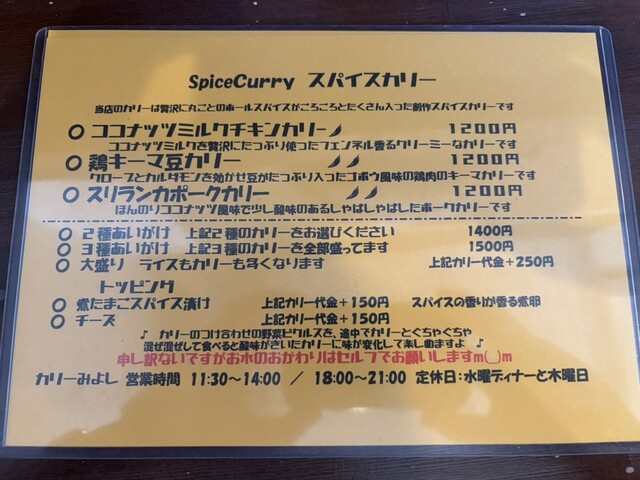 SpiceCurry スパイスカリー
当店のカリーは贅沢に丸ごとのホールスパイスがごろごろとたくさん入った創作スパイスカリーです
○ ココナッツミルクチキンカリー 1200円
ココナッツミルクを贅沢にたっぷり使ったフェンネル香るクリーミーなカリーです
○ 鶏キーマ豆カリー 1200円
クローブとカルダモンを効かせ豆がたっぷり入ったゴボウ風味の鶏肉のキーマカリーです
○ スリランカポークカリー 1200円
ほんのりココナッツ風味で少し酸味のあるしゃばしゃばしたポークカリーです
○ 2種あいがけ 上記2種のカリーをお選びください 1400円
○ 3種あいがけ 上記3種のカリーを全部盛ってます 1500円
○ 大盛り ライスもカリーも多くなります 上記カリー代金+250円
トッピング
○ 煮たまごスパイス漬け 上記カリー代金+150円 スパイスの香りが香る煮卵
○ チーズ 上記カリー代金+150円
♪ カリーのつけ合わせの野菜ピクルスを、途中でカリーとぐちゃぐちゃ
混ぜ混ぜして食べると酸味がきいたカリーに味が変化して楽しめますよ ♪
申し訳ないですがお水のおかわりはセルフでお願いしますm(__)m
カリーみよし 営業時間 11:30～14:00 / 18:00～21:00 定休日:水曜ディナーと木曜日